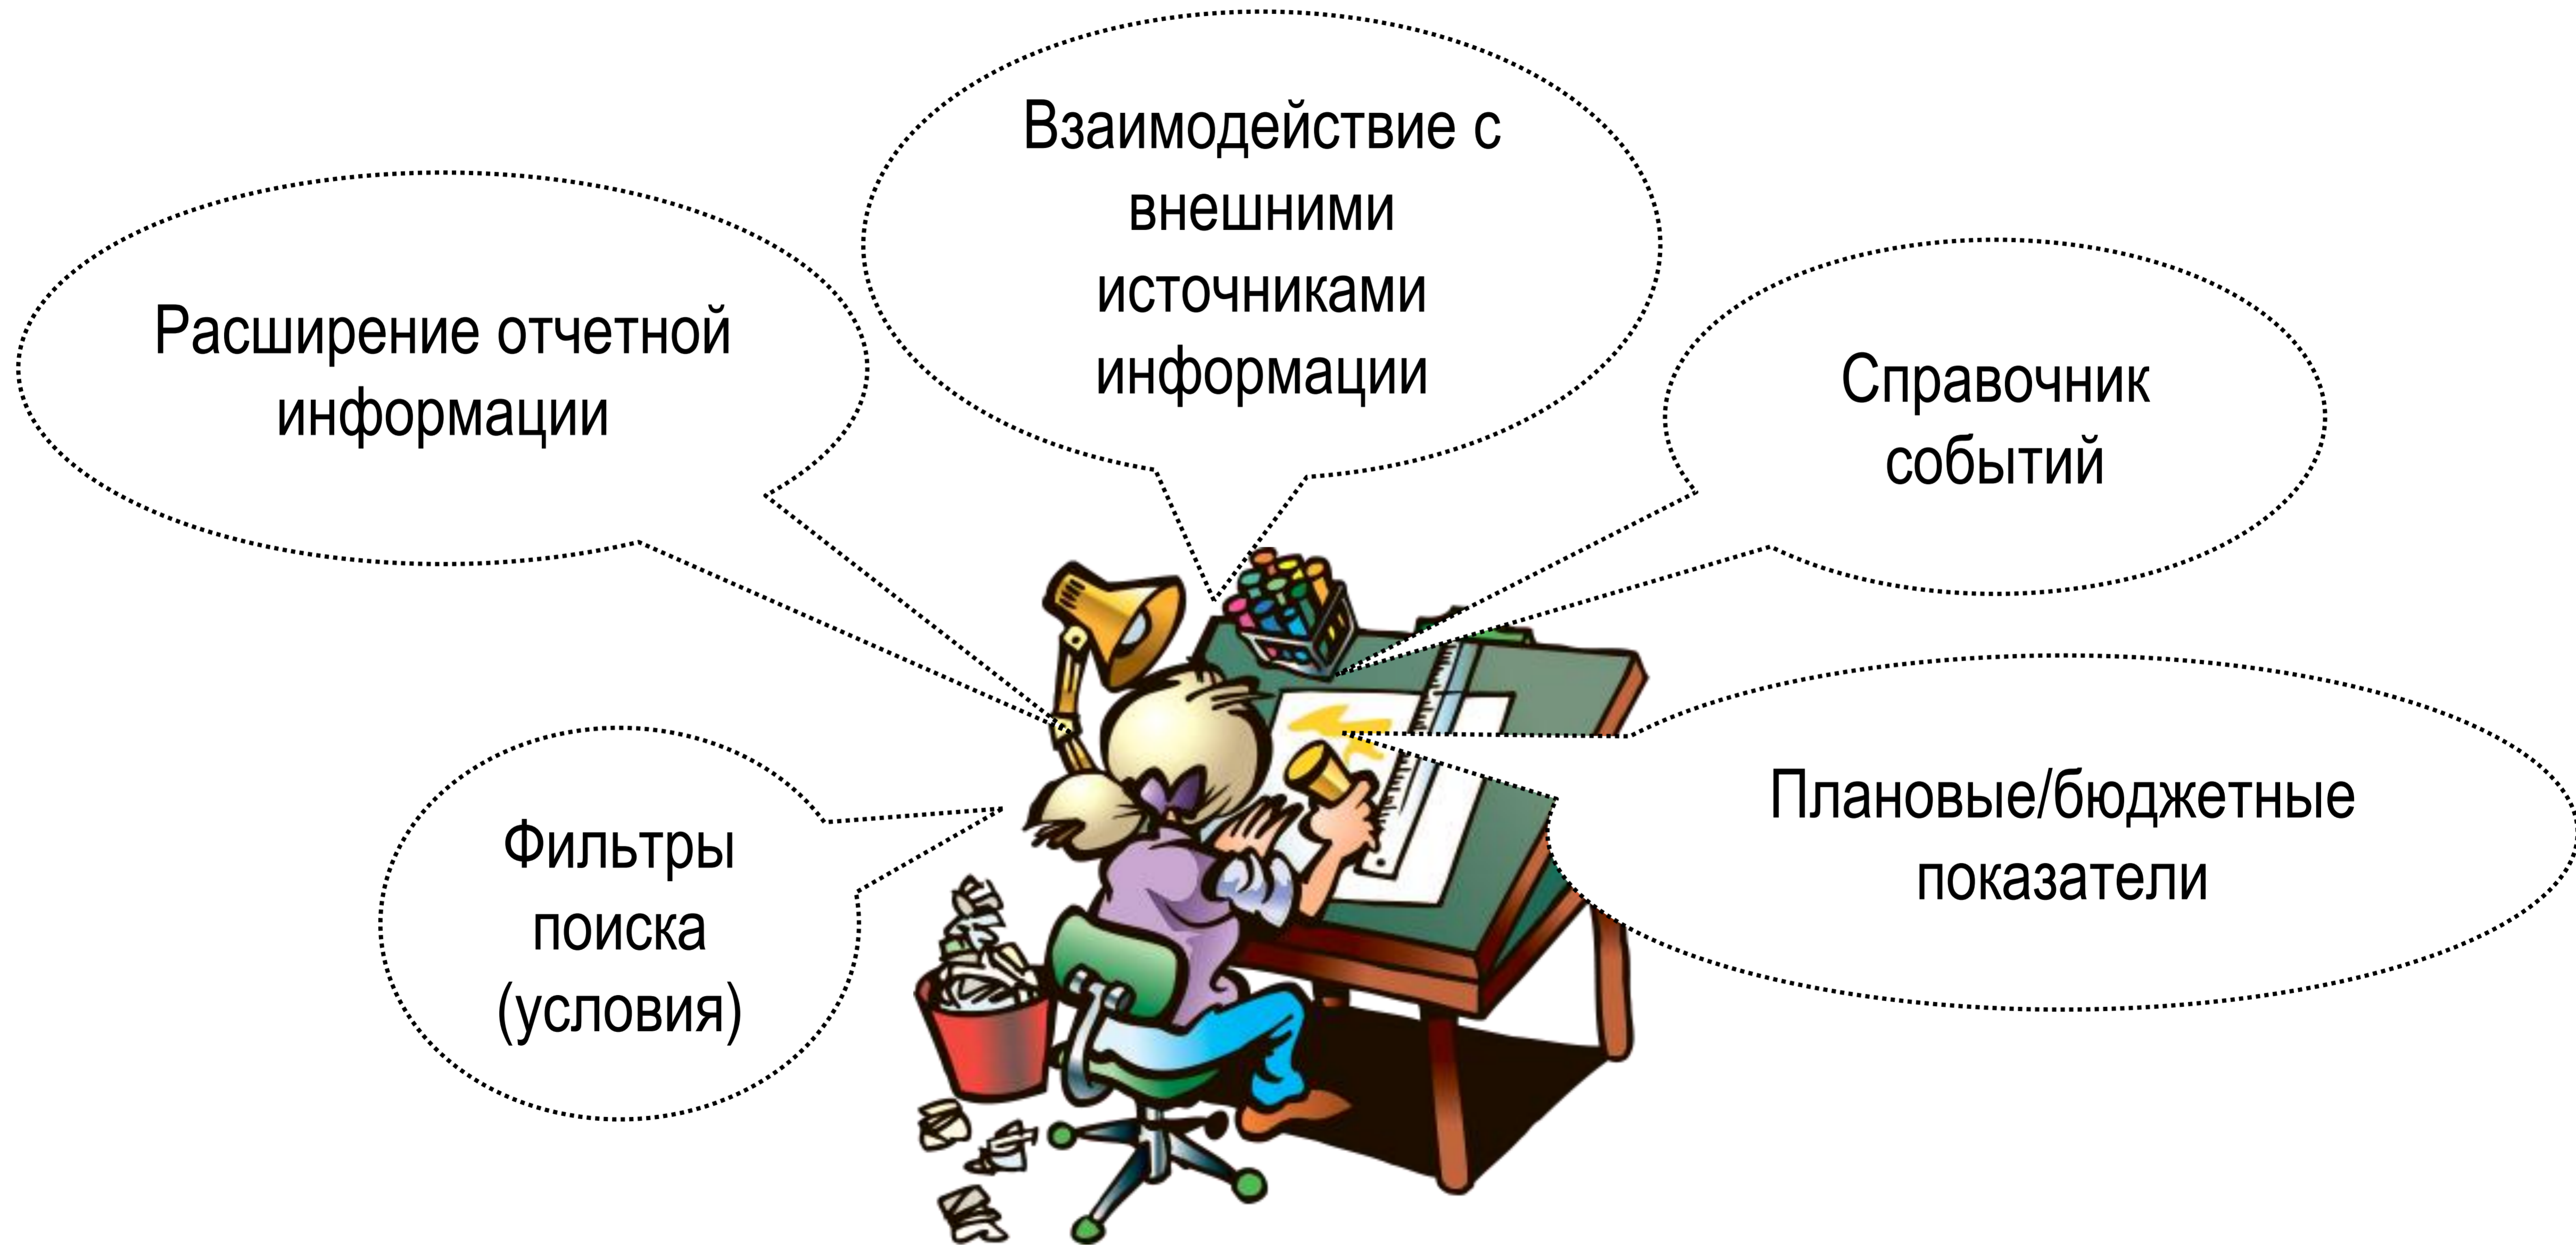 Взаимодействие с
внешними
источниками
информации
Расширение отчетной
информации
Справочник
событий
Фильтры
поиска
(условия)
Плановые/бюджетные
показатели